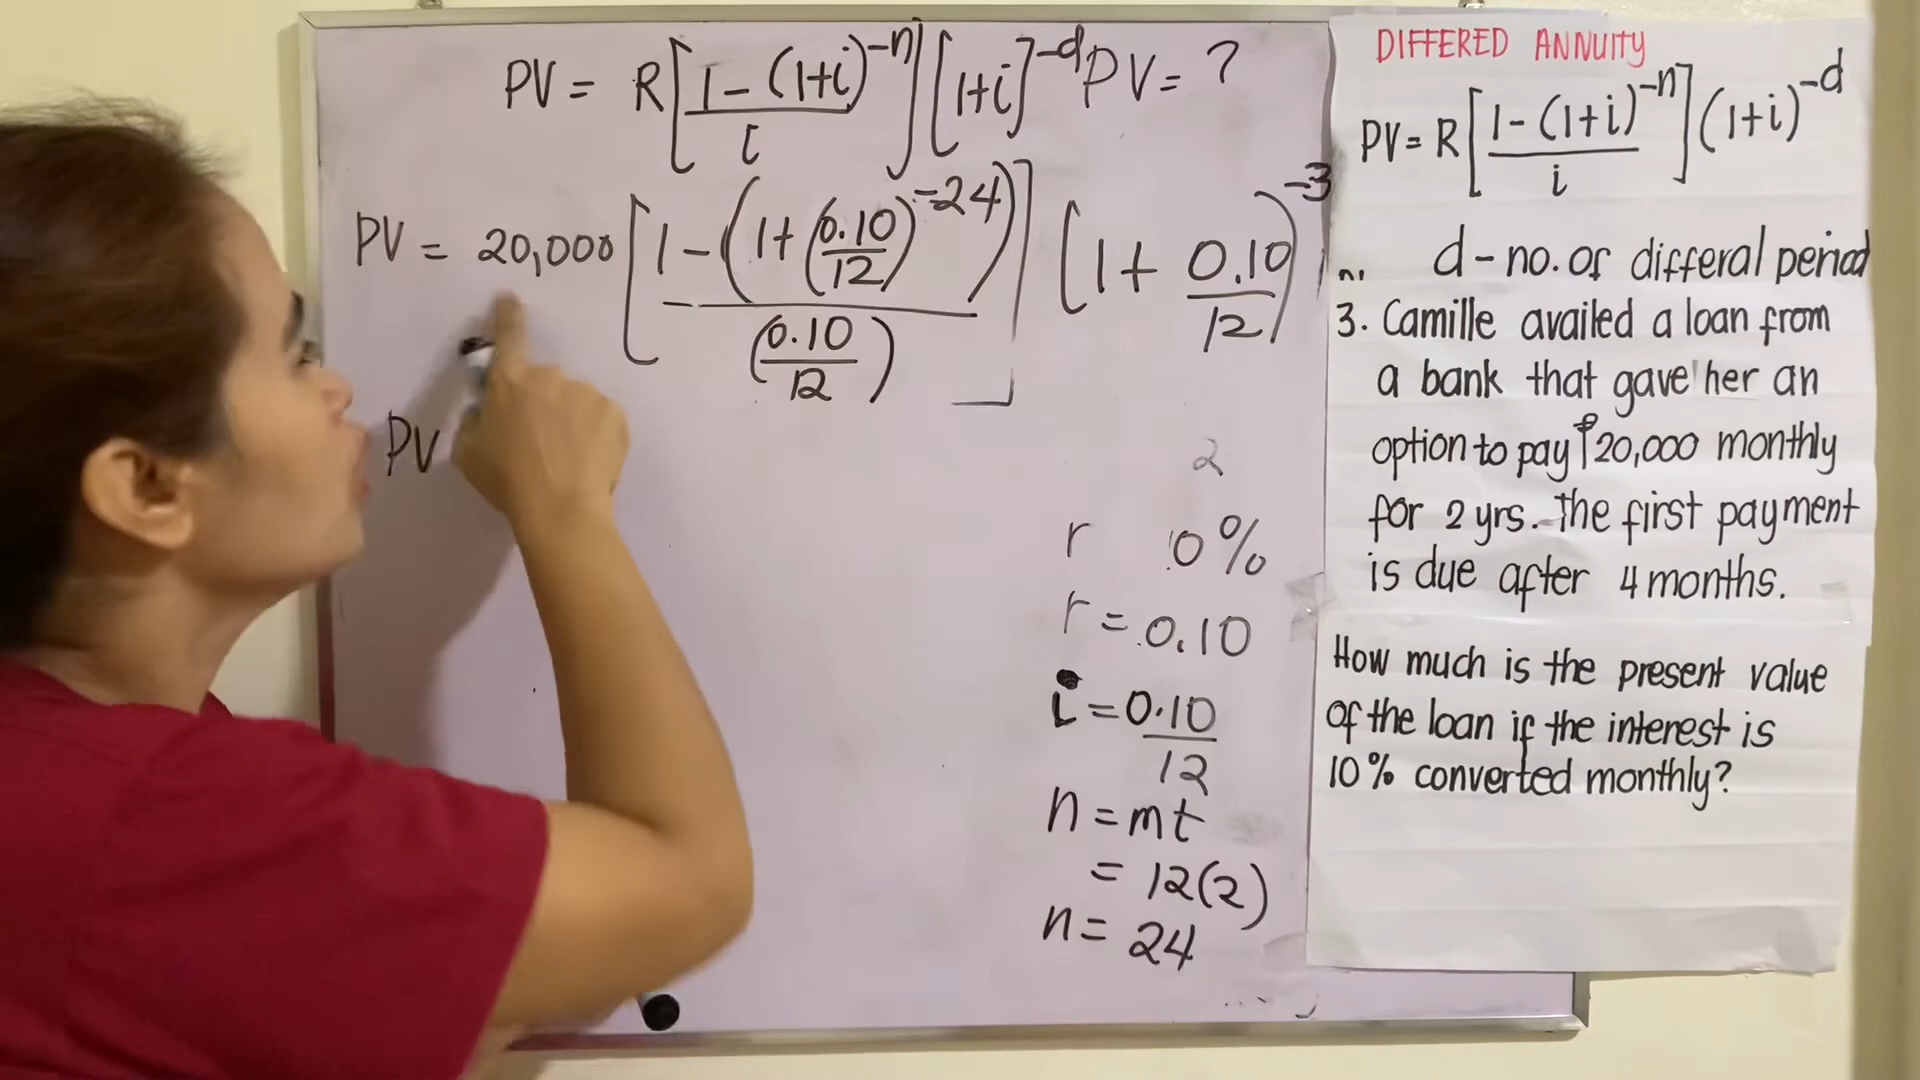 PV = R[1-(1+i)^-n / i][1+i]^-d PV = ?
PV = 20,000 [1-(1+(0.10/12)^-24) / (0.10/12)] (1+ 0.10/12)^-3
PV
2
r 0%
r = 0.10
i = 0.10/12
n = mt
= 12(2)
n = 24
DIFFERED ANNUITY
PV = R[1-(1+i)^-n / i](1+i)^-d
d - no. of differal period
3. Camille availed a loan from
a bank that gave her an
option to pay ₱20,000 monthly
for 2 yrs. The first payment
is due after 4 months.
How much is the present value
of the loan if the interest is
10% converted monthly?